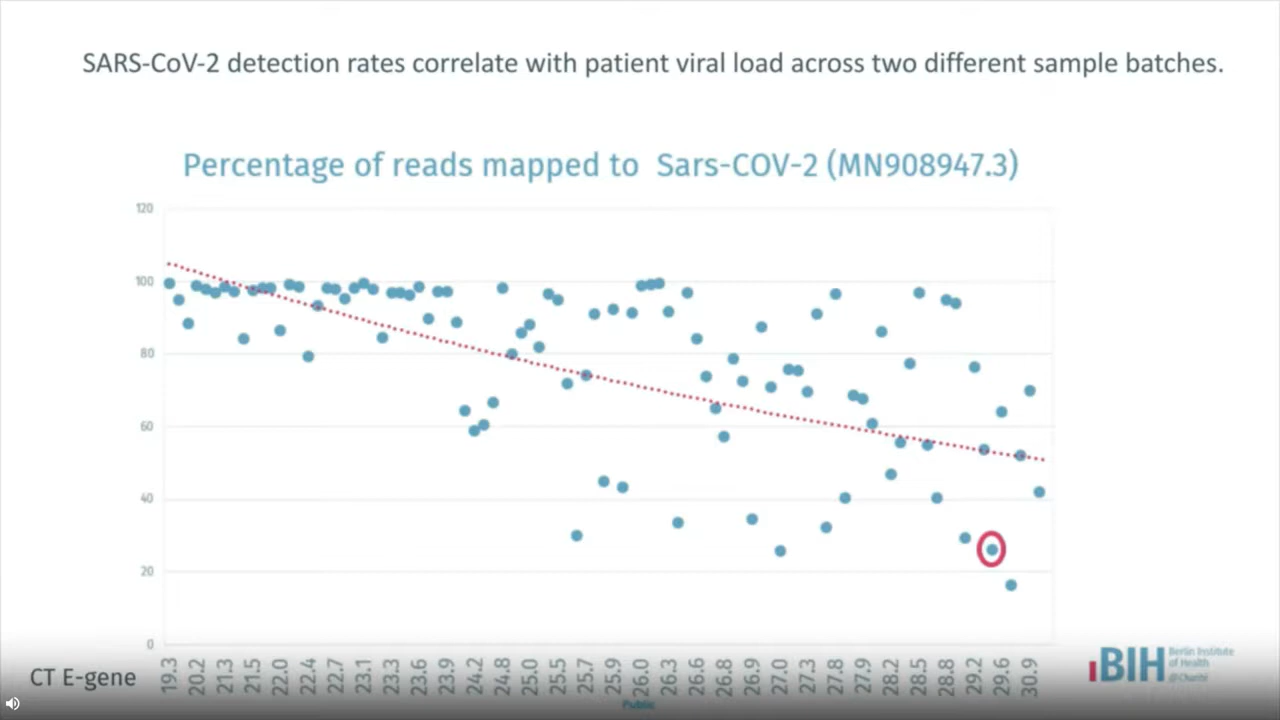 SARS-CoV-2 detection rates correlate with patient viral load across two different sample batches.
Percentage of reads mapped to Sars-COV-2 (MN908947.3)
120
100
80
60
40
20
0
19.3 20.2 21.3 21.5 22.0 22.4 22.7 23.1 23.3 23.6 23.9 24.2 24.8 25.0 25.5 25.7 25.9 26.0 26.3 26.8 26.9 27.0 27.3 27.8 27.9 28.2 28.5 28.8 29.2 29.6 30.9
CT E-gene
BIH Berlin Institute
of Health
@Charité
Public